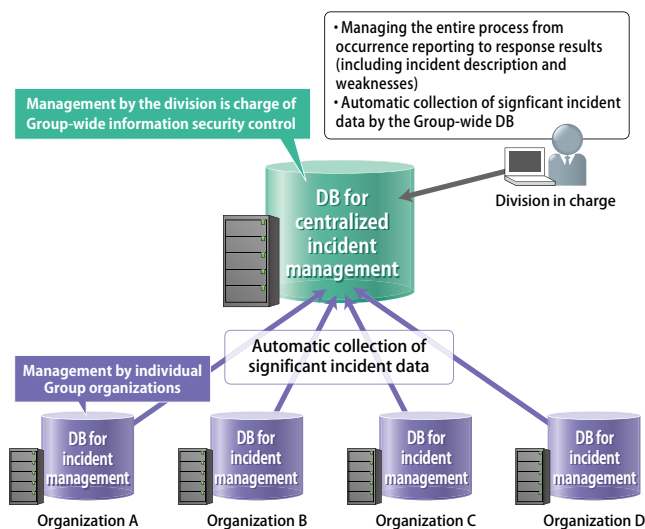 • Managing the entire process from
occurrence reporting to response results
(including incident description and
weaknesses)
• Automatic collection of signficant incident
data by the Group-wide DB
Management by the division is charge of
Group-wide information security control
Division in charge
DB for
centralized
incident
management
Automatic collection of
significant incident data
Management by individual
Group organizations
DB for
incident
management
DB for
incident
management
DB for
incident
management
DB for
incident
management
Organization A
Organization B
Organization C
Organization D